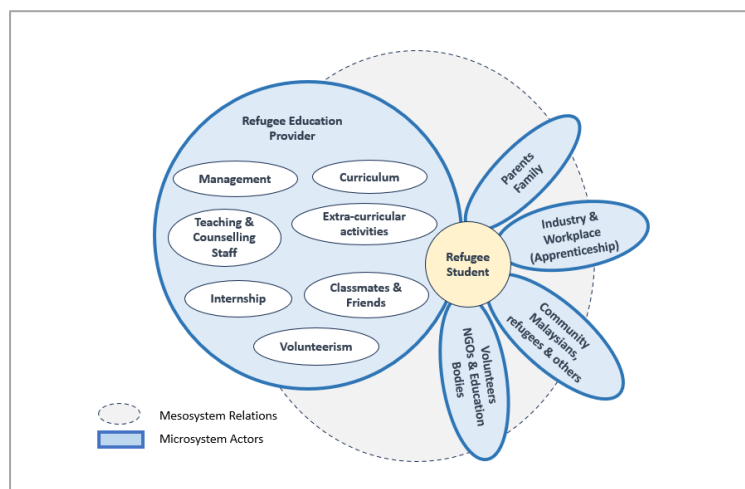 Refugee Education
Provider
Management
Curriculum
Teaching &
Counselling
Staff
Extra-curricular
activities
Internship
Classmates &
Friends
Volunteerism
Refugee
Student
Parents
Family
Industry &
Workplace
(Apprenticeship)
Community
Malaysians,
refugees & others
Volunteers
NGOs & Education
Bodies
Mesosystem Relations
Microsystem Actors